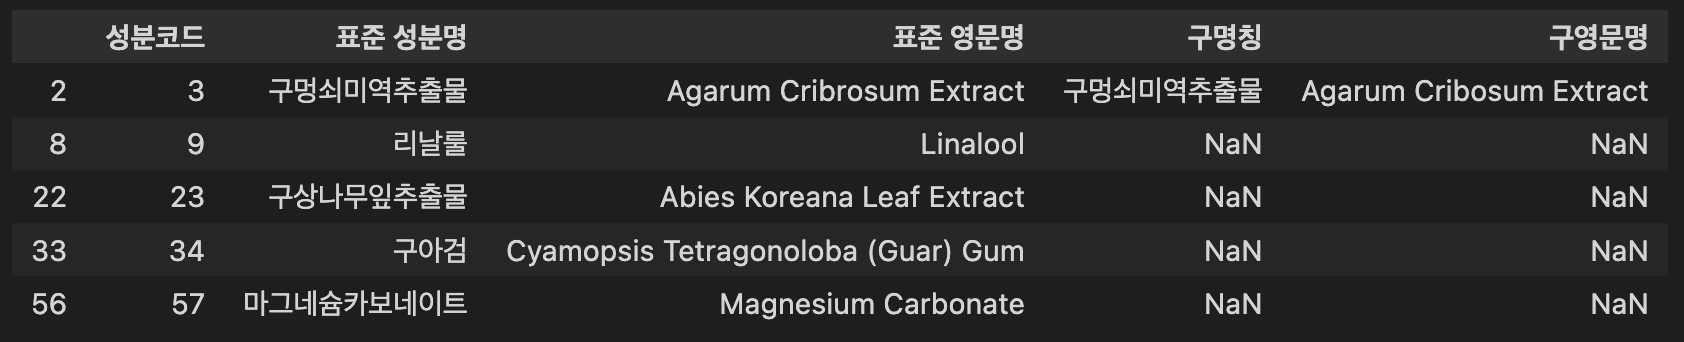 성분코드 표준 성분명 표준 영문명 구명칭 구영문명
2 3 구멍쇠미역추출물 Agarum Cribrosum Extract 구멍쇠미역추출물 Agarum Cribosum Extract
8 9 리날룰 Linalool NaN NaN
22 23 구상나무잎추출물 Abies Koreana Leaf Extract NaN NaN
33 34 구아검 Cyamopsis Tetragonoloba (Guar) Gum NaN NaN
56 57 마그네슘카보네이트 Magnesium Carbonate NaN NaN